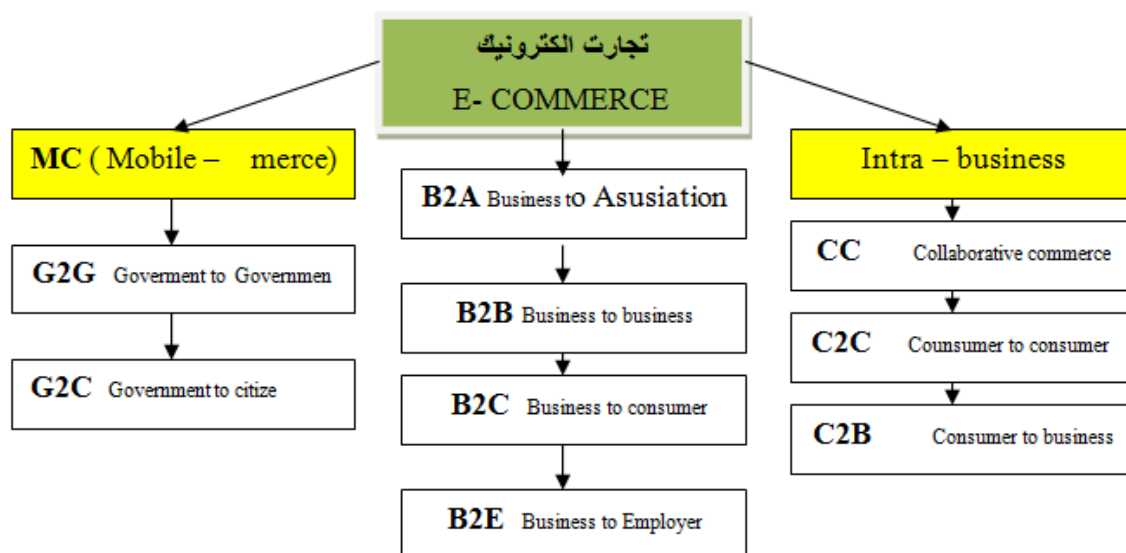 تجارت الكترونيك
E- COMMERCE
MC ( Mobile – merce)
G2G Goverment to Governmen
G2C Government to citize
B2A Business to Asusiation
B2B Business to business
B2C Business to consumer
B2E Business to Employer
Intra – business
CC Collaborative commerce
C2C Counsumer to consumer
C2B Consumer to business